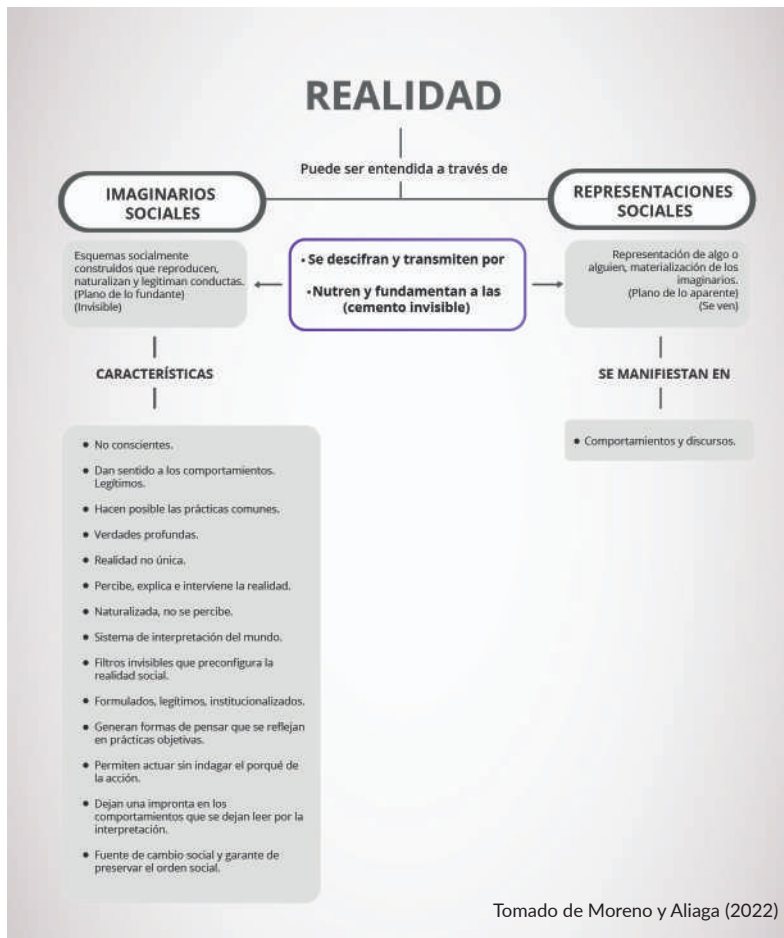 REALIDAD
Puede ser entendida a través de
IMAGINARIOS
SOCIALES
REPRESENTACIONES
SOCIALES
Esquemas socialmente
construidos que reproducen,
naturalizan y legitiman conductas.
(Plano de lo fundante)
(Invisible)
• Se descifran y transmiten por
• Nutren y fundamentan a las
(cemento invisible)
Representación de algo o
alguien, materialización de los
imaginarios.
(Plano de lo aparente)
(Se ven)
CARACTERÍSTICAS
SE MANIFIESTAN EN
• No conscientes.
• Dan sentido a los comportamientos.
Legítimos.
• Hacen posible las prácticas comunes.
• Verdades profundas.
• Realidad no única.
• Percibe, explica e interviene la realidad.
• Naturalizada, no se percibe.
• Sistema de interpretación del mundo.
• Filtros invisibles que preconfigura la
realidad social.
• Formulados, legítimos, institucionalizados.
• Generan formas de pensar que se reflejan
en prácticas objetivas.
• Permiten actuar sin indagar el porqué de
la acción.
• Dejan una impronta en los
comportamientos que se dejan leer por la
interpretación.
• Fuente de cambio social y garante de
preservar el orden social.
• Comportamientos y discursos.
Tomado de Moreno y Aliaga (2022)